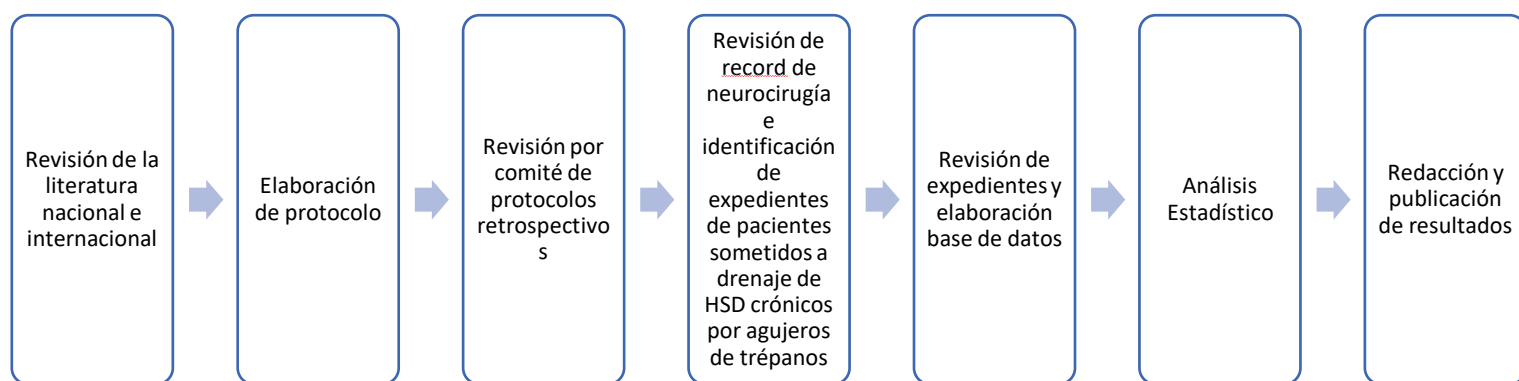 Revisión de la
literatura
nacional e
internacional
Elaboración
de protocolo
Revisión por
comité de
protocolos
retrospectivo
s
Revisión de
record de
neurocirugía
e
identificación
de
expedientes
de pacientes
sometidos a
drenaje de
HSD crónicos
por agujeros
de trépanos
Revisión de
expedientes y
elaboración
base de datos
Análisis
Estadístico
Redacción y
publicación
de resultados